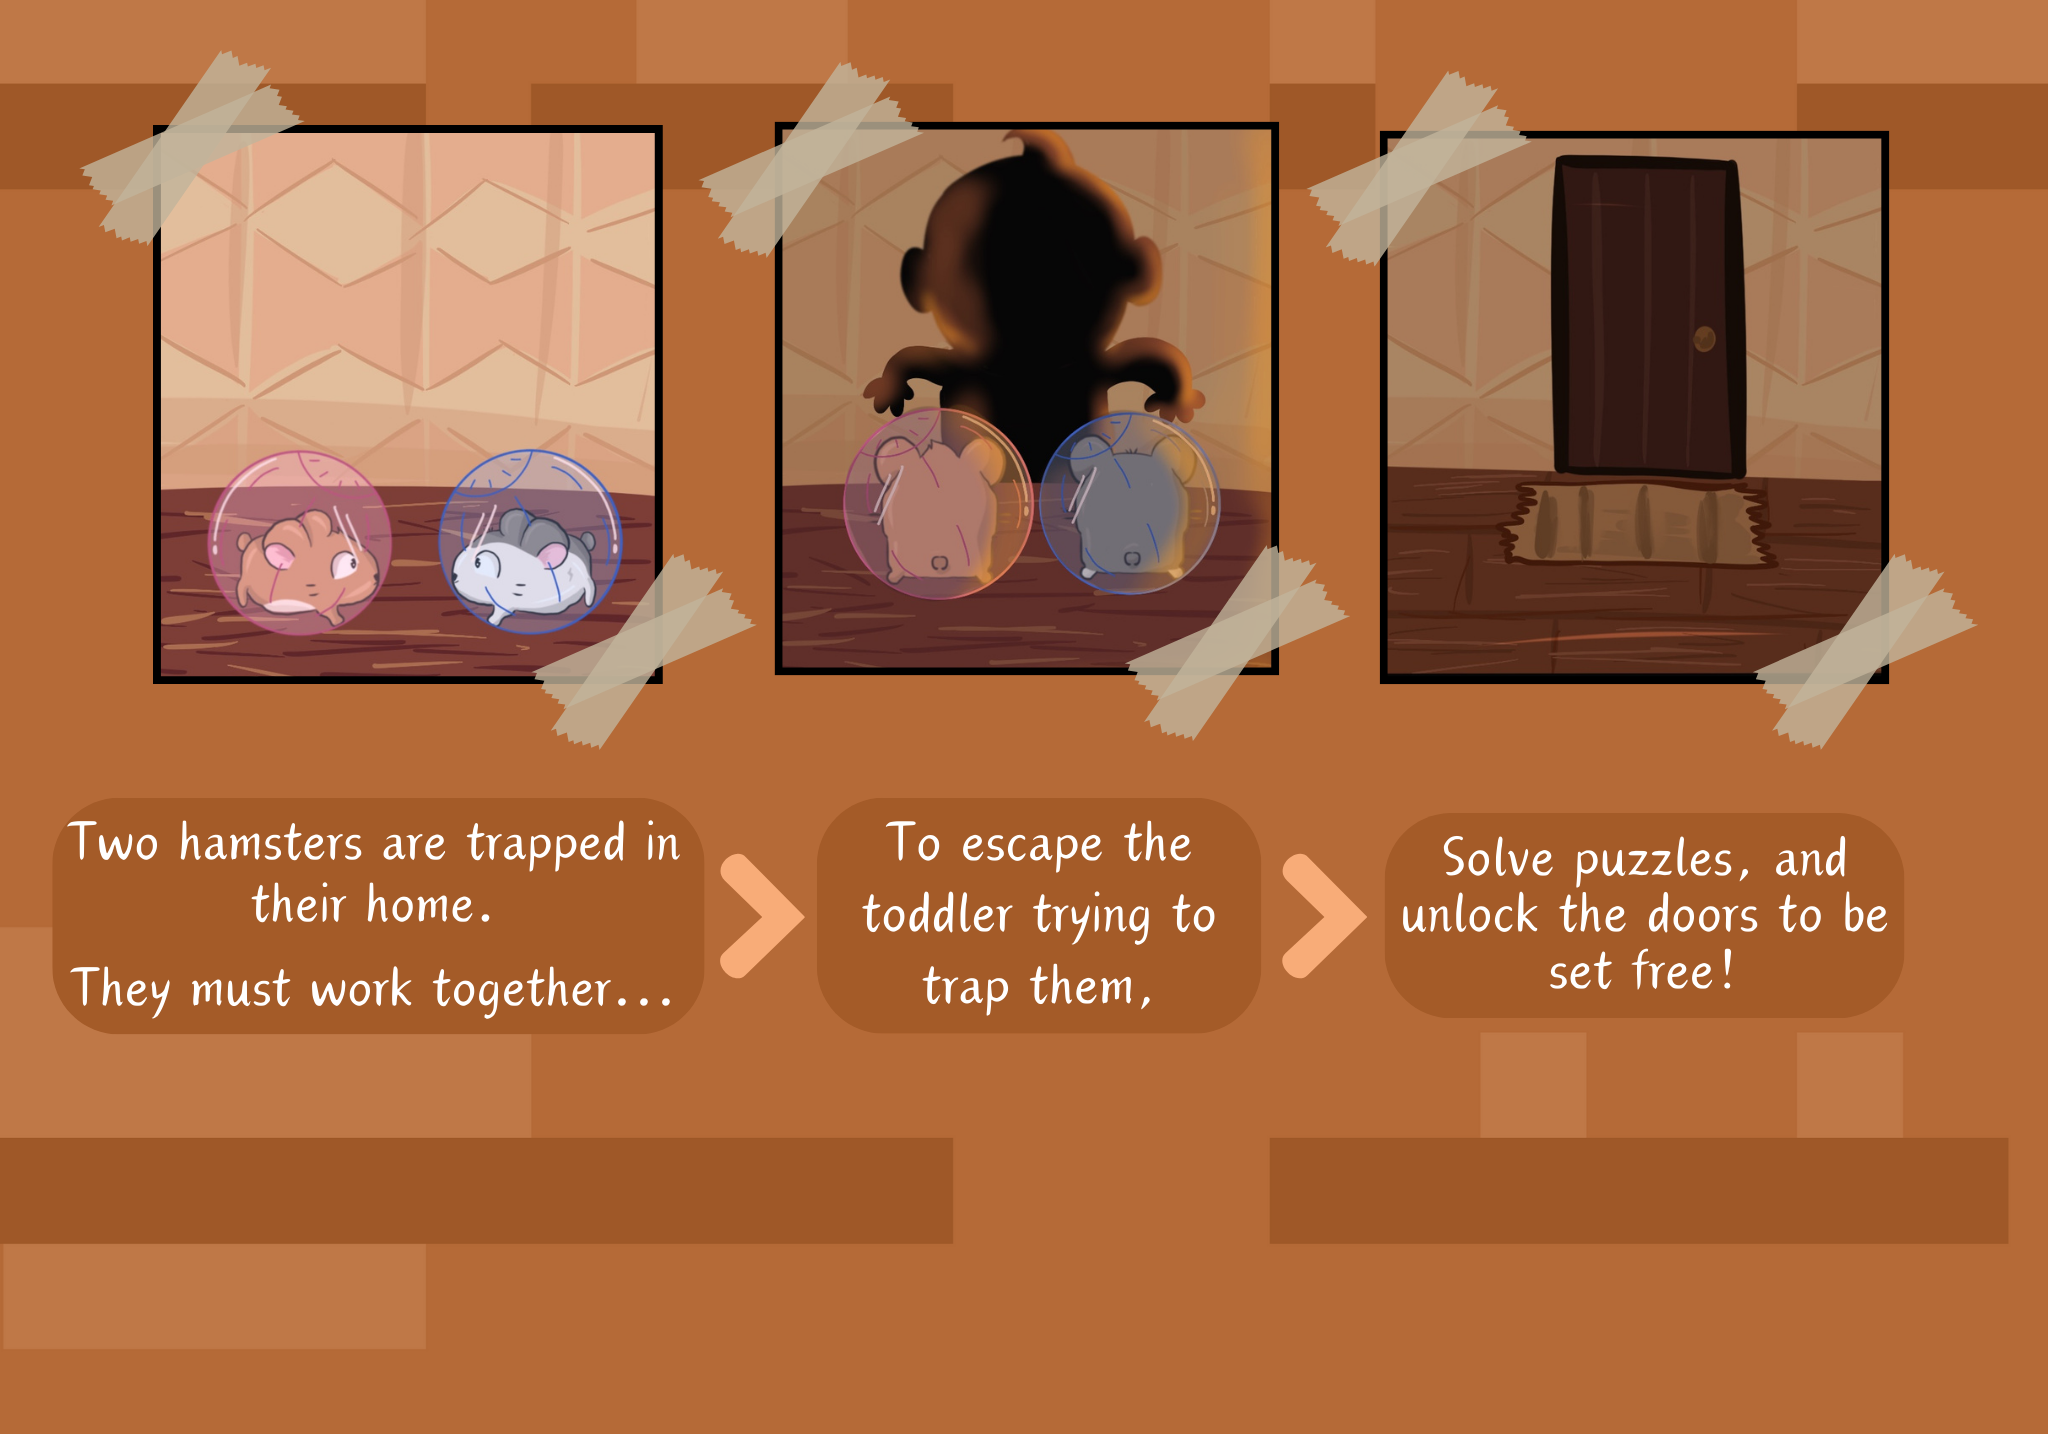 Two hamsters are trapped in
their home.
They must work together...
To escape the
toddler trying to
trap them,
Solve puzzles, and
unlock the doors to be
set free!